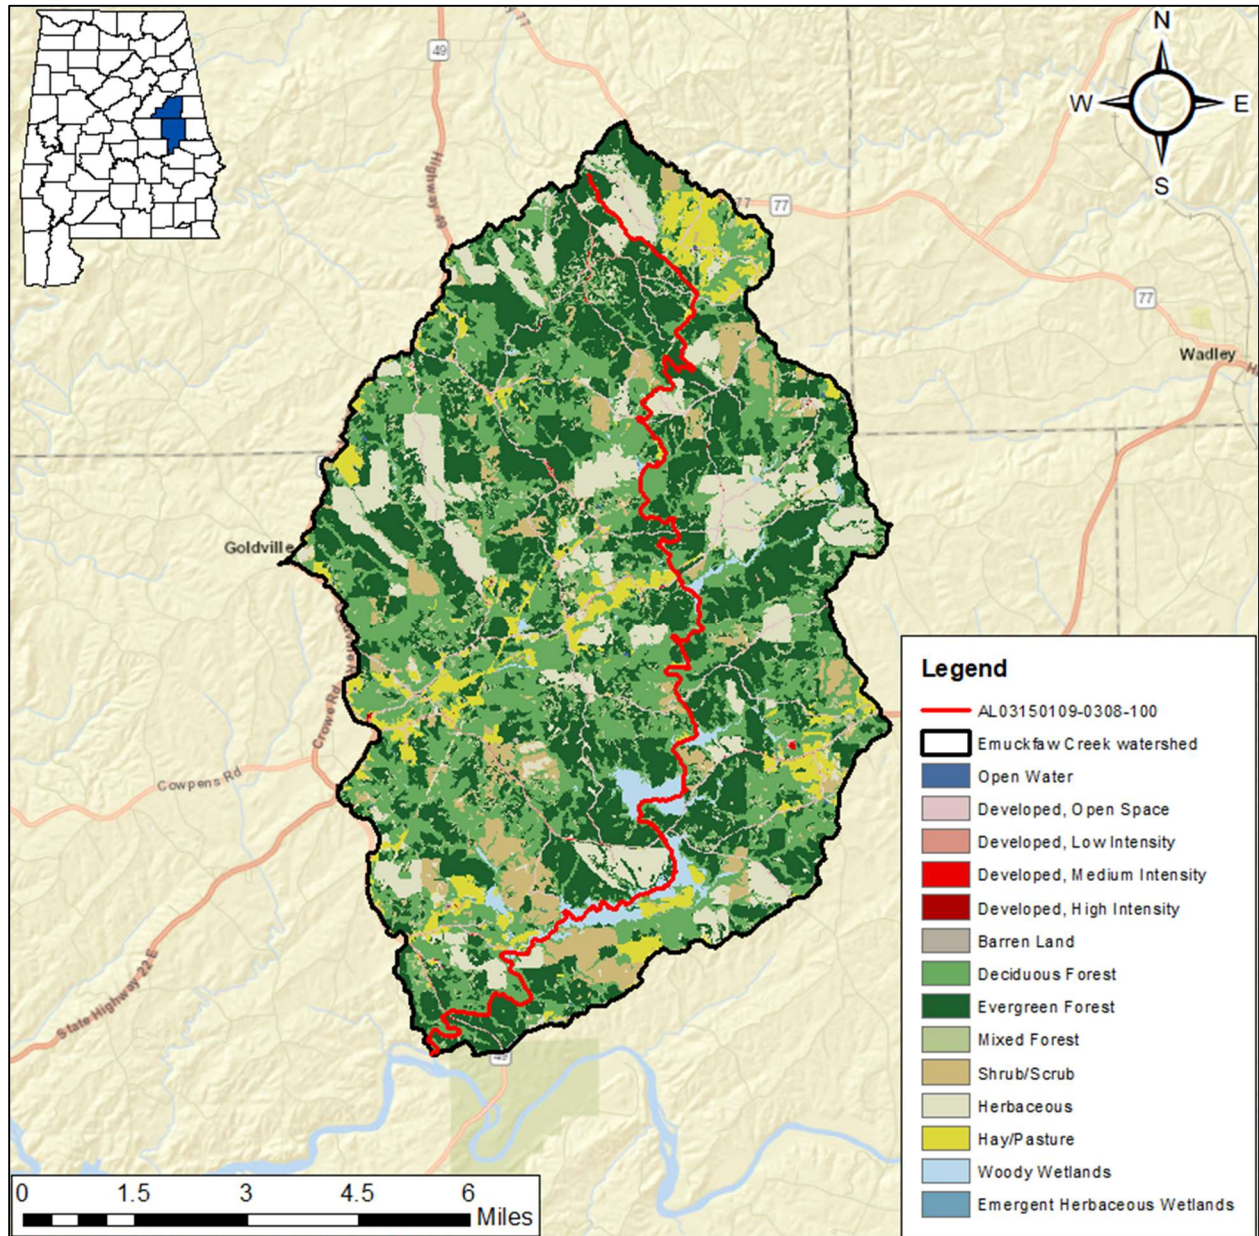 49
N
W
E
S
Highway 49
77
77
77
Wadley
Goldville
Crowe Rd
Cowpens Rd
State Highway 22 E
49
Legend
AL03150109-0308-100
Emuckfaw Creek watershed
Open Water
Developed, Open Space
Developed, Low Intensity
Developed, Medium Intensity
Developed, High Intensity
Barren Land
Deciduous Forest
Evergreen Forest
Mixed Forest
Shrub/Scrub
Herbaceous
Hay/Pasture
Woody Wetlands
Emergent Herbaceous Wetlands
0 1.5 3 4.5 6
Miles